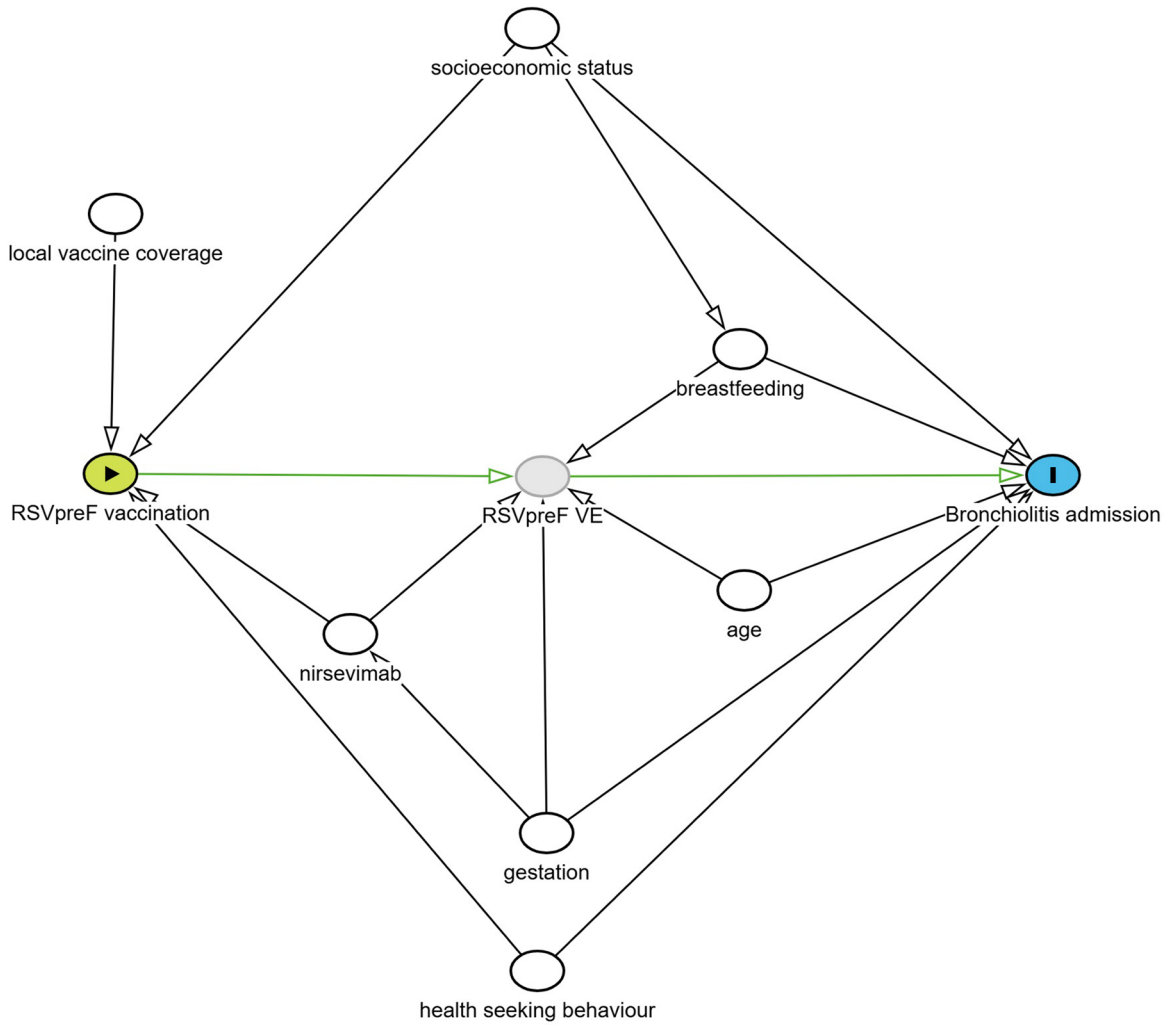 socioeconomic status
local vaccine coverage
breastfeeding
RSVpreF vaccination
RSVpreF VE
Bronchiolitis admission
age
nirsevimab
gestation
health seeking behaviour